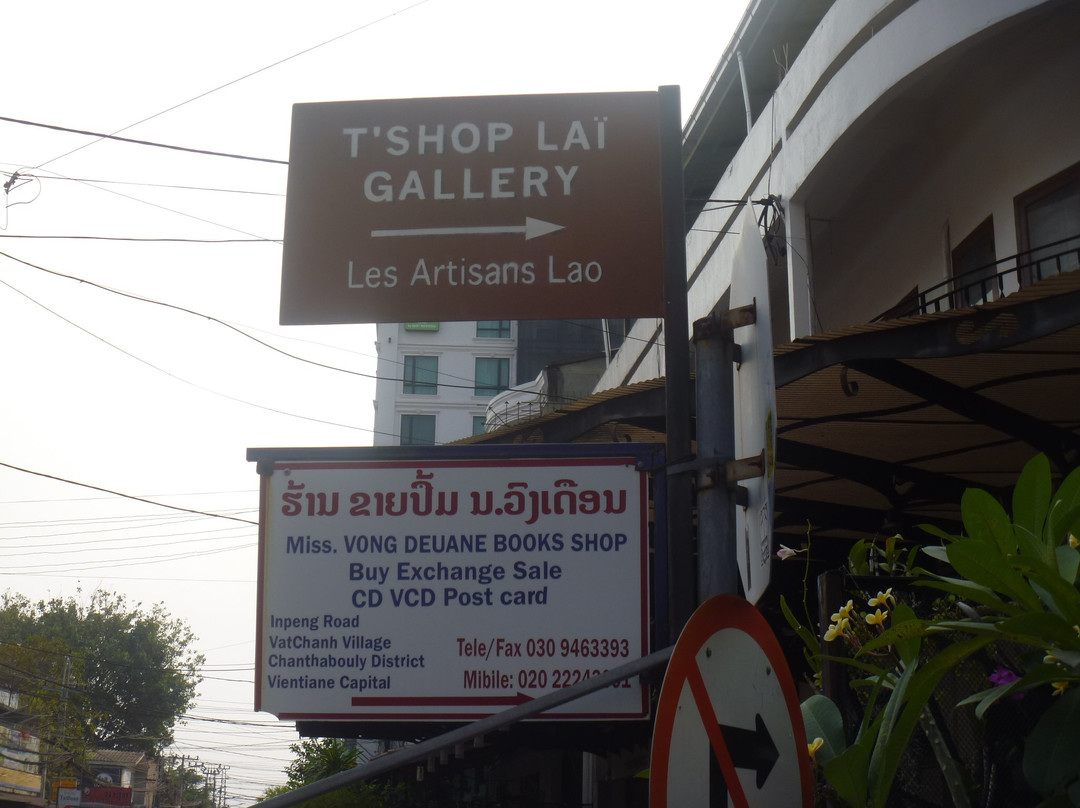 T'SHOP LAÏ
GALLERY
Les Artisans Lao
ຮ້ານ ຂາຍປຶ້ມ ນ.ວົງເດືອນ
Miss. VONG DEUANE BOOKS SHOP
Buy Exchange Sale
CD VCD Post card
Inpeng Road
VatChanh Village
Chanthabouly District
Vientiane Capital
Tele/Fax 030 9463393
Mibile: 020